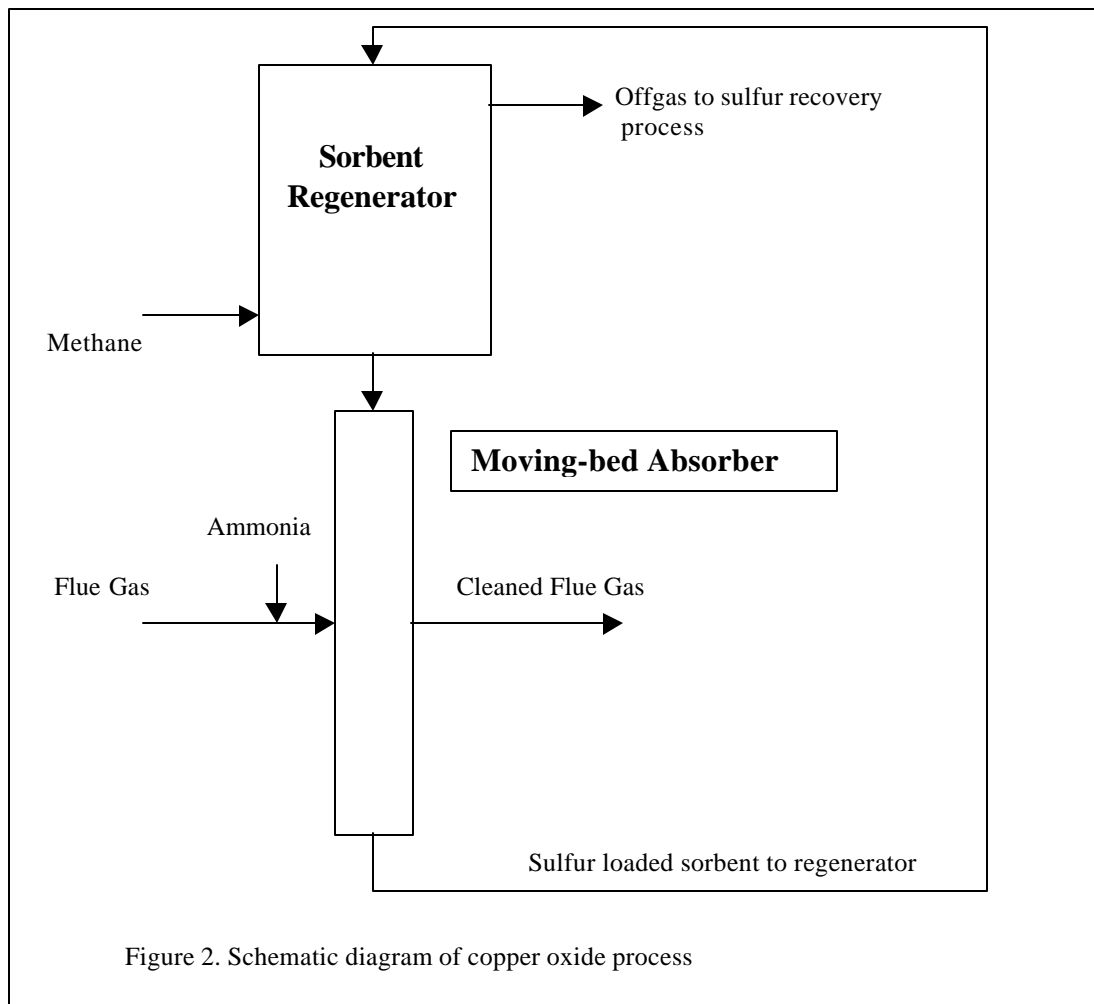 Offgas to sulfur recovery
process
Sorbent
Regenerator
Methane
Moving-bed Absorber
Ammonia
Flue Gas
Cleaned Flue Gas
Sulfur loaded sorbent to regenerator
Figure 2. Schematic diagram of copper oxide process